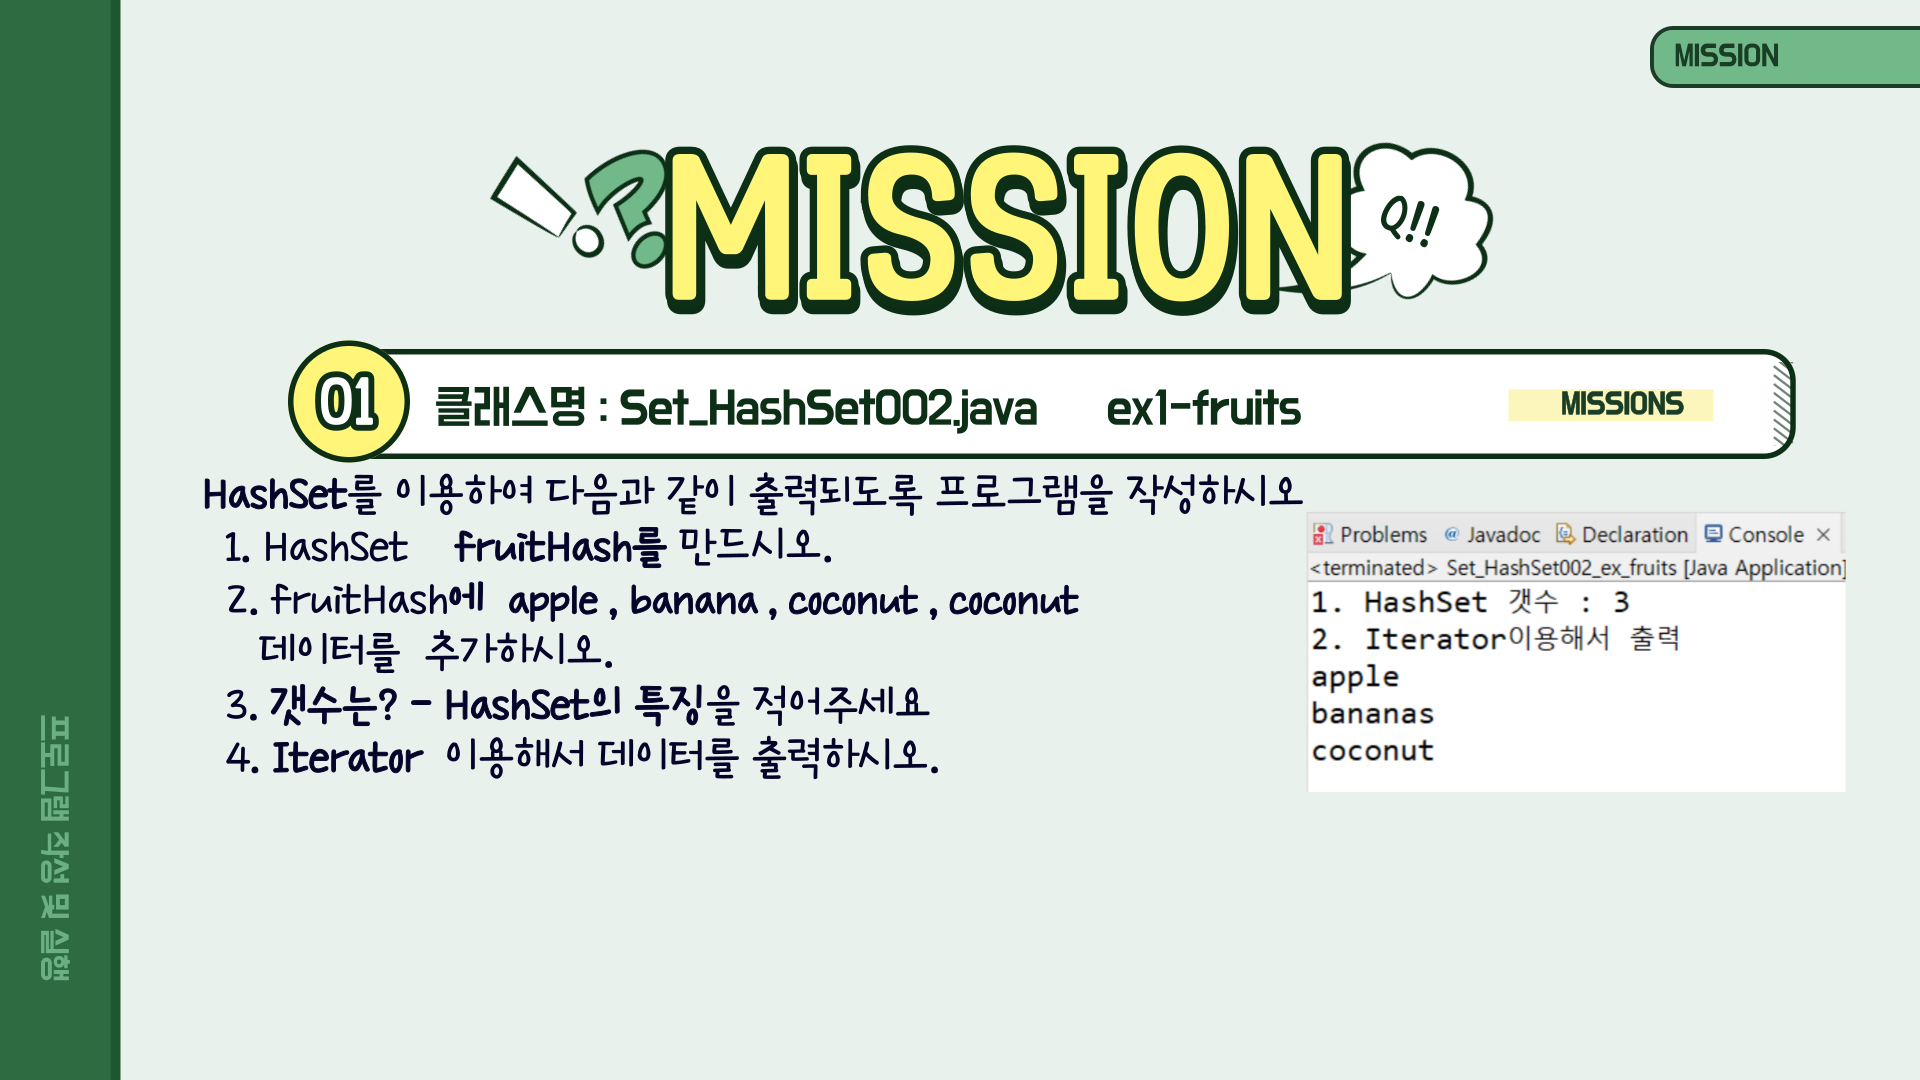 MISSION
MISSION
Q!!
01
클래스명 : Set_HashSet002.java ex1-fruits
MISSIONS
HashSet를 이용하여 다음과 같이 출력되도록 프로그램을 작성하시오
1. HashSet fruitHash를 만드시오.
2. fruitHash에 apple , banana , coconut , coconut
데이터를 추가하시오.
3. 갯수는? - HashSet의 특징을 적어주세요
4. Iterator 이용해서 데이터를 출력하시오.
Problems @ Javadoc Declaration Console ×
<terminated> Set_HashSet002_ex_fruits [Java Application]
1. HashSet 갯수 : 3
2. Iterator이용해서 출력
apple
bananas
coconut
프로그램 작성 및 실행